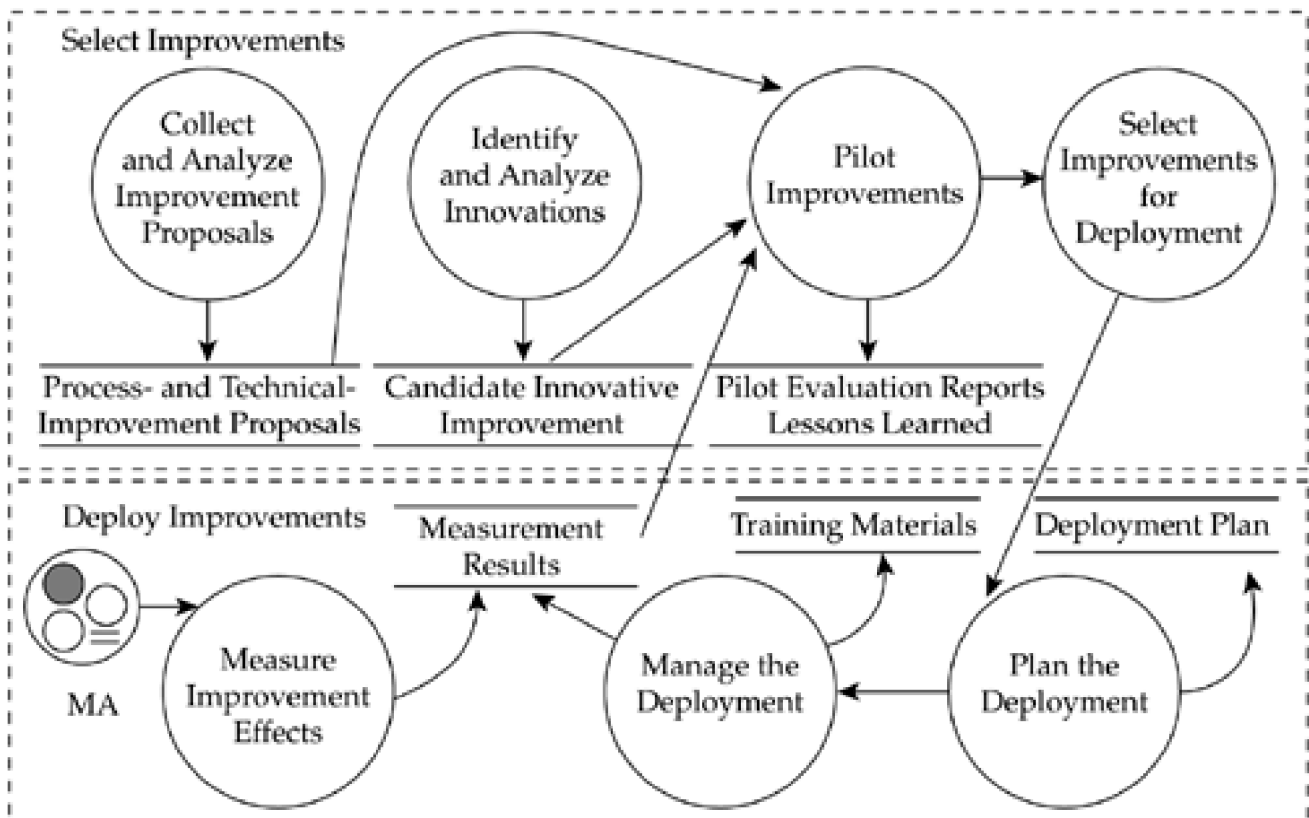 Select Improvements
Collect
and Analyze
Improvement
Proposals
Identify
and Analyze
Innovations
Pilot
Improvements
Select
Improvements
for
Deployment
Process- and Technical-
Improvement Proposals
Candidate Innovative
Improvement
Pilot Evaluation Reports
Lessons Learned
Deploy Improvements
Measurement
Results
Training Materials
Deployment Plan
MA
Measure
Improvement
Effects
Manage the
Deployment
Plan the
Deployment